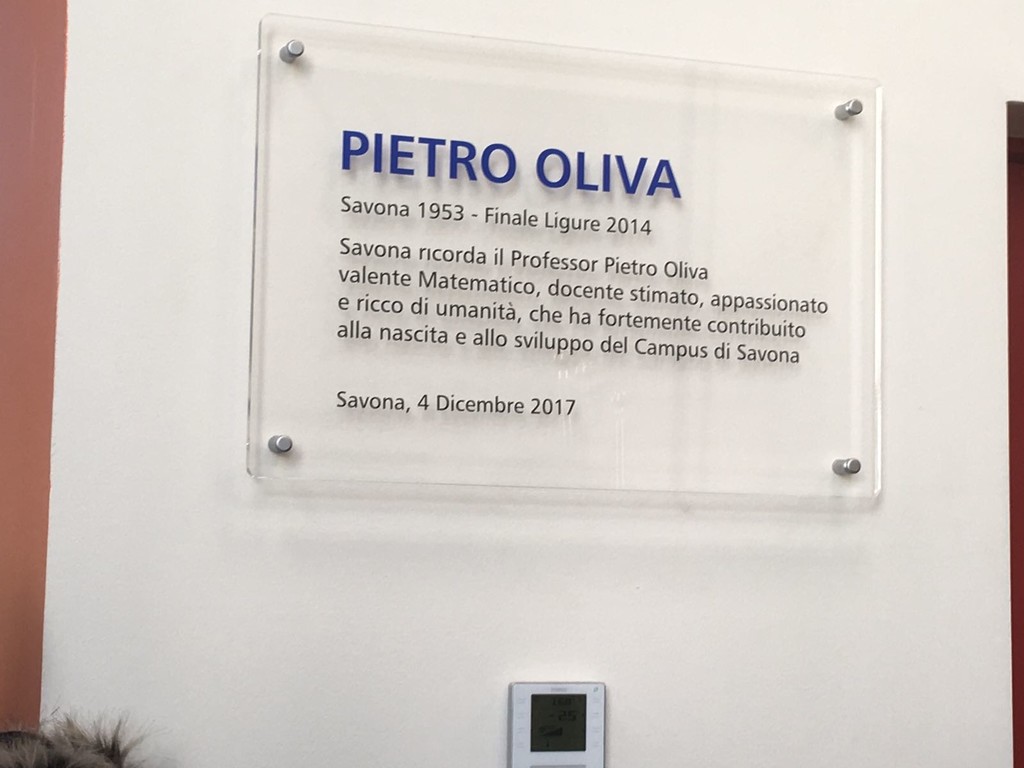 PIETRO OLIVA
Savona 1953 - Finale Ligure 2014
Savona ricorda il Professor Pietro Oliva
valente Matematico, docente stimato, appassionato
e ricco di umanità, che ha fortemente contribuito
alla nascita e allo sviluppo del Campus di Savona
Savona, 4 Dicembre 2017